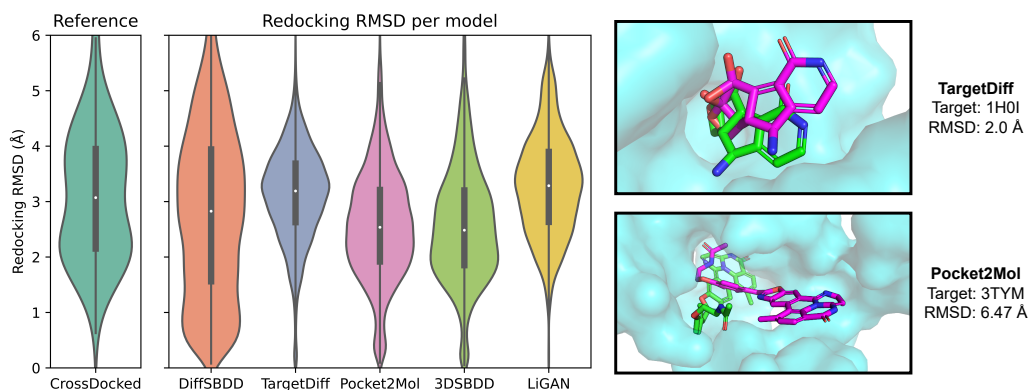 Reference
Redocking RMSD per model
Redocking RMSD (Å)
6
5
4
3
2
1
0
CrossDocked
DiffSBDD
TargetDiff
Pocket2Mol
3DSBDD
LiGAN
TargetDiff
Target: 1H0I
RMSD: 2.0 Å
Pocket2Mol
Target: 3TYM
RMSD: 6.47 Å